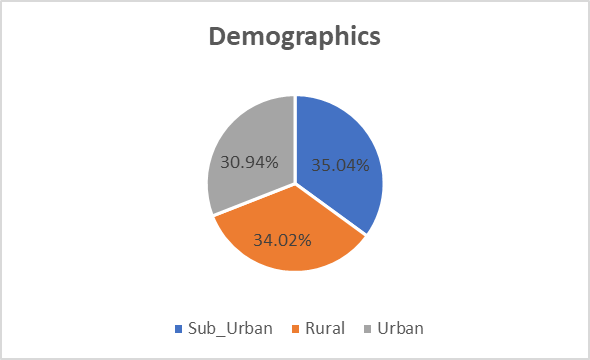 Demographics
30.94%
35.04%
34.02%
Sub_Urban Rural Urban